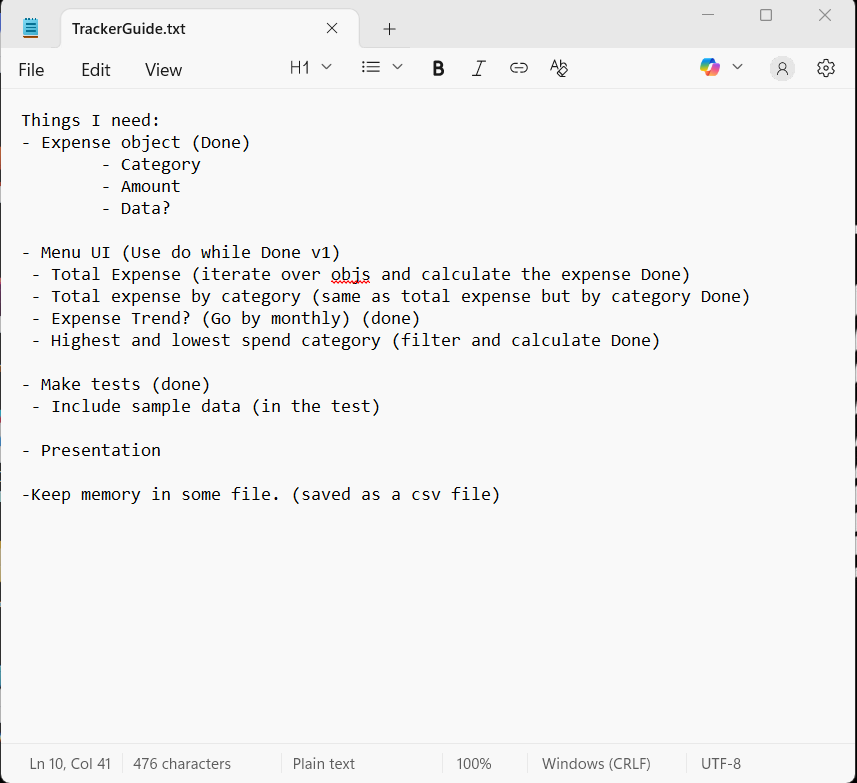 TrackerGuide.txt
File Edit View H1 B I
Things I need:
- Expense object (Done)
- Category
- Amount
- Data?
- Menu UI (Use do while Done v1)
- Total Expense (iterate over objs and calculate the expense Done)
- Total expense by category (same as total expense but by category Done)
- Expense Trend? (Go by monthly) (done)
- Highest and lowest spend category (filter and calculate Done)
- Make tests (done)
- Include sample data (in the test)
- Presentation
-Keep memory in some file. (saved as a csv file)
Ln 10, Col 41 476 characters Plain text 100% Windows (CRLF) UTF-8